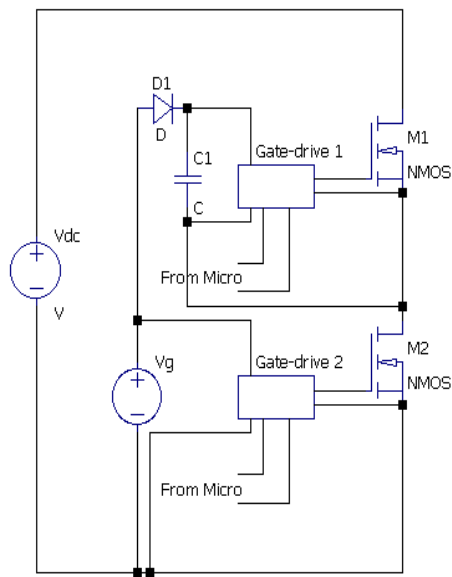 D1
D
C1
C
Gate-drive 1
M1
NMOS
From Micro
Vdc
V
Vg
Gate-drive 2
M2
NMOS
From Micro